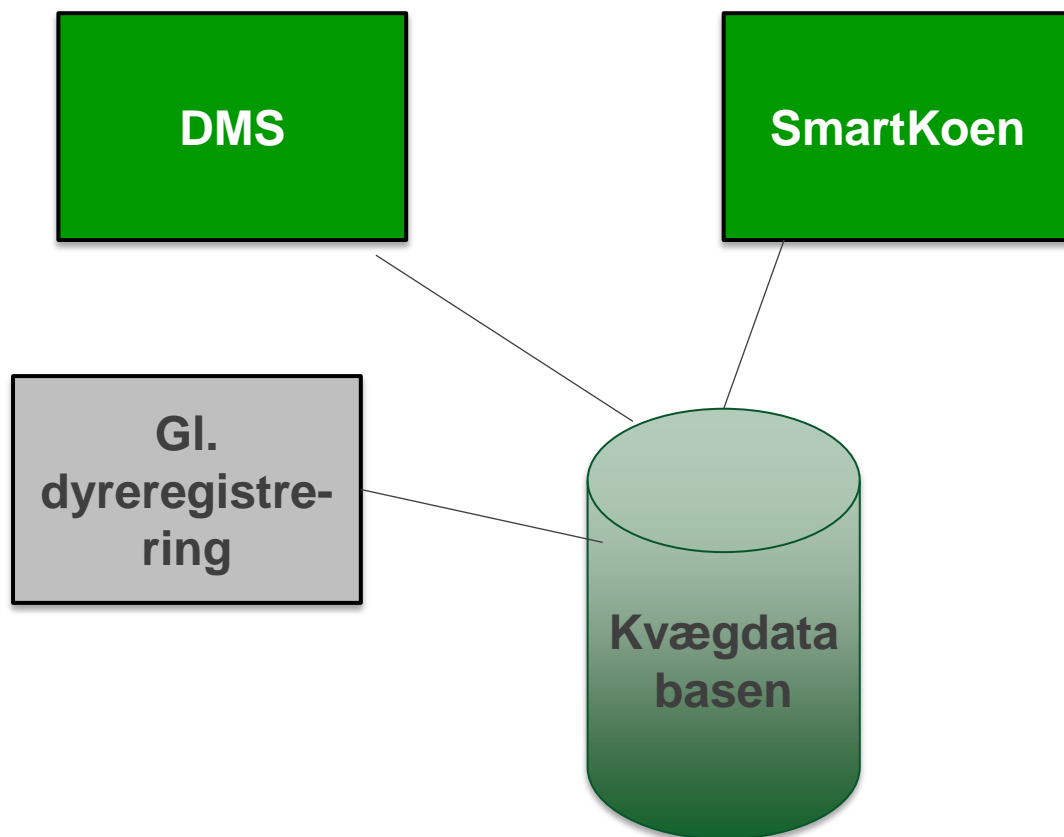 DMS
SmartKoen
Gl.
dyreregistre-
ring
Kvægdata
basen